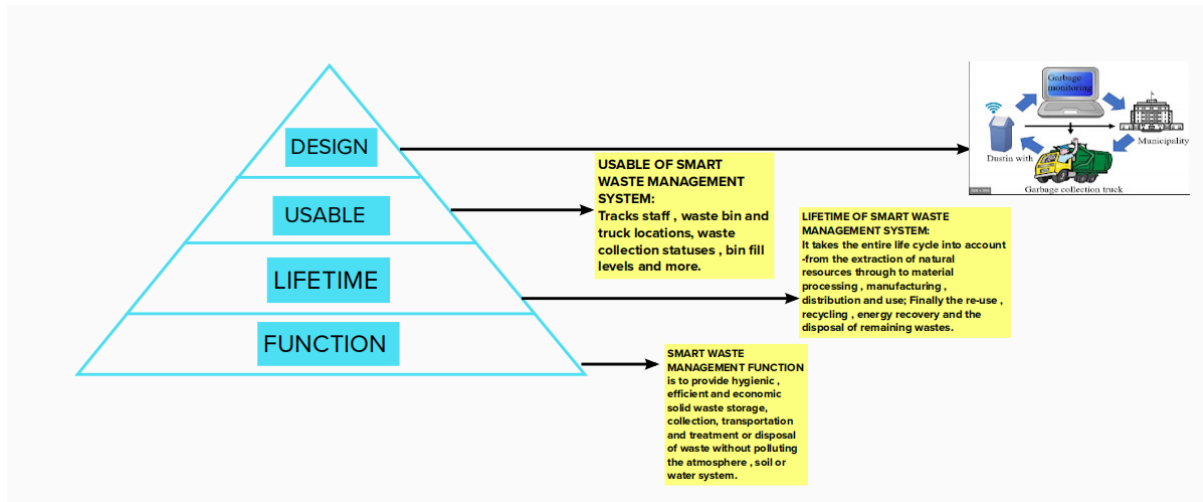 DESIGN
USABLE
LIFETIME
FUNCTION
USABLE OF SMART
WASTE MANAGEMENT
SYSTEM:
Tracks staff , waste bin and
truck locations, waste
collection statuses , bin fill
levels and more.
Garbage
monitoring
Municipality
Dustin with
Garbage collection truck
LIFETIME OF SMART WASTE
MANAGEMENT SYSTEM:
It takes the entire life cycle into account
-from the extraction of natural
resources through to material
processing , manufacturing ,
distribution and use; Finally the re-use ,
recycling , energy recovery and the
disposal of remaining wastes.
SMART WASTE
MANAGEMENT FUNCTION
is to provide hygienic ,
efficient and economic
solid waste storage,
collection, transportation
and treatment or disposal
of waste without polluting
the atmosphere , soil or
water system.